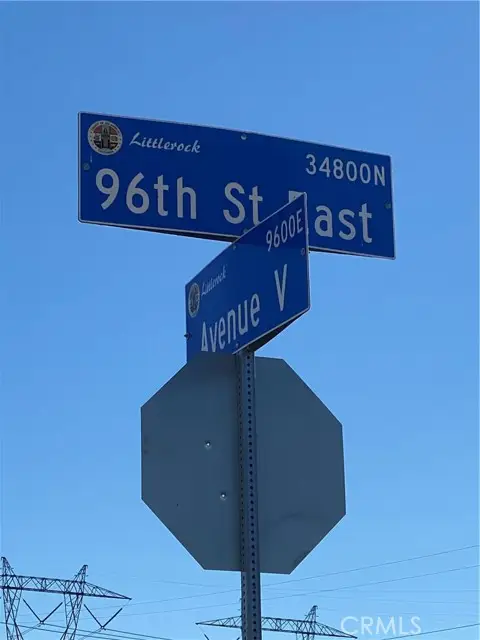 Littlerock
34800N
96th St East
Littlerock
9600E
Avenue V
CRMLS